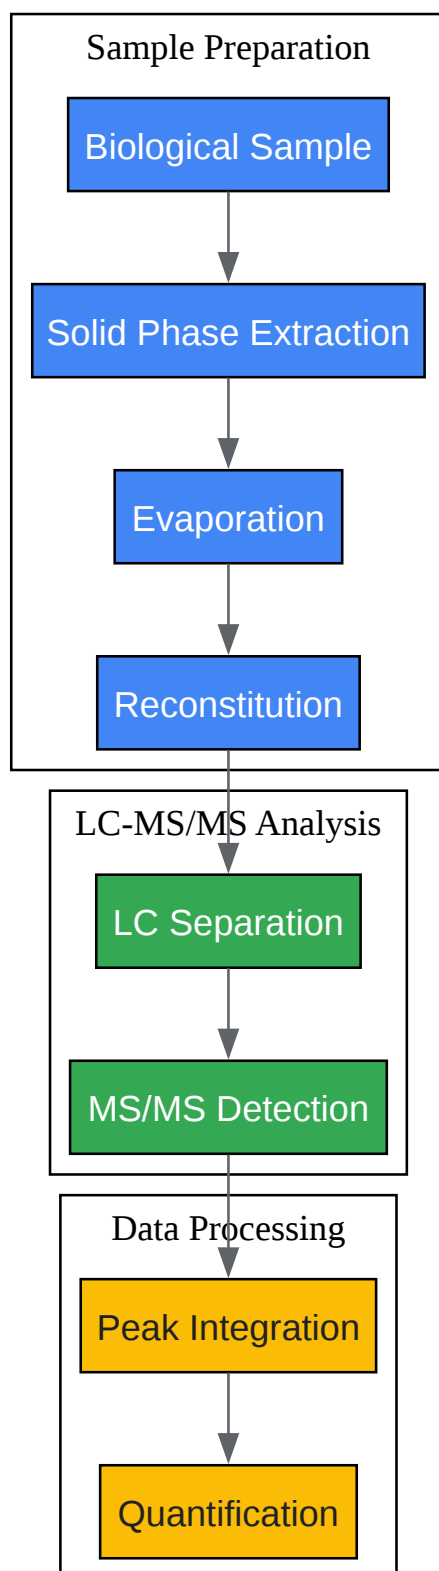 Sample Preparation
Biological Sample
Solid Phase Extraction
Evaporation
Reconstitution
LC-MS/MS Analysis
LC Separation
MS/MS Detection
Data Processing
Peak Integration
Quantification